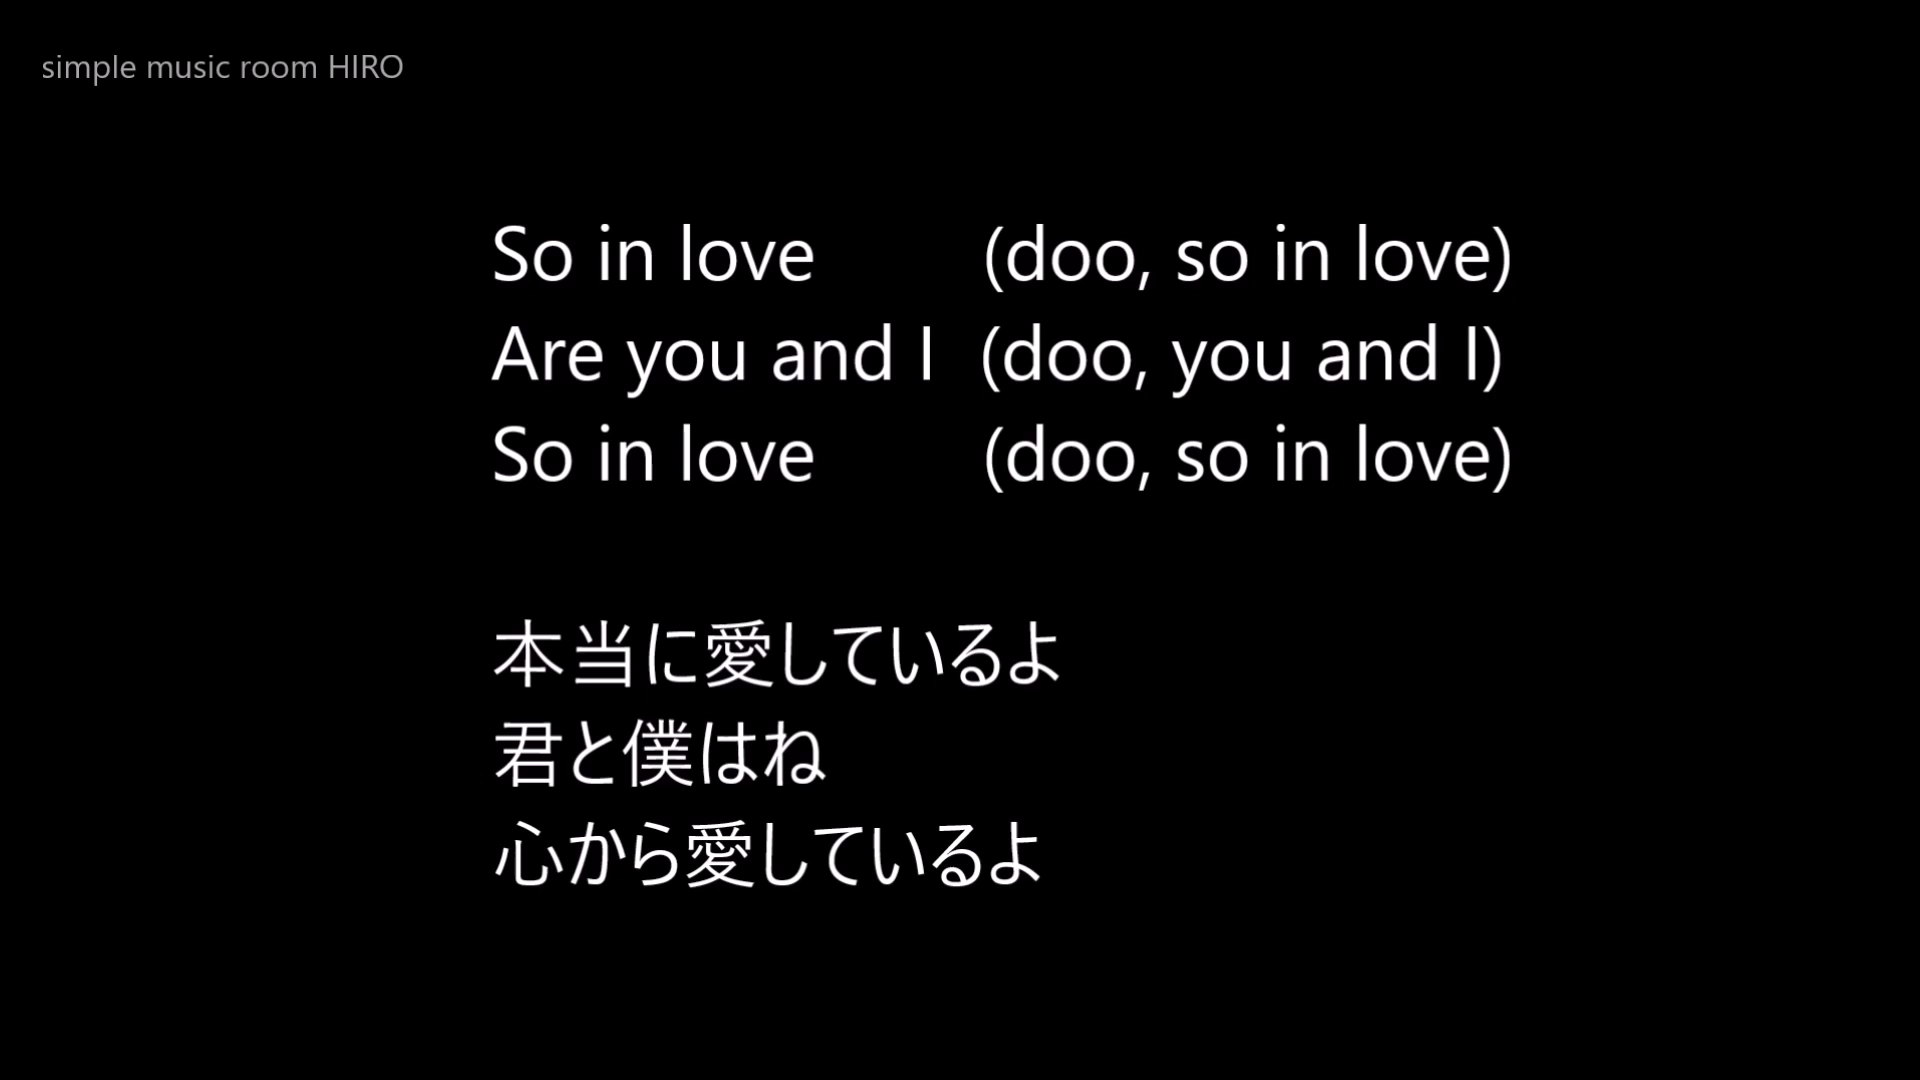 simple music room HIRO
So in love (doo, so in love)
Are you and I (doo, you and I)
So in love (doo, so in love)
本当に愛しているよ
君と僕はね
心から愛しているよ